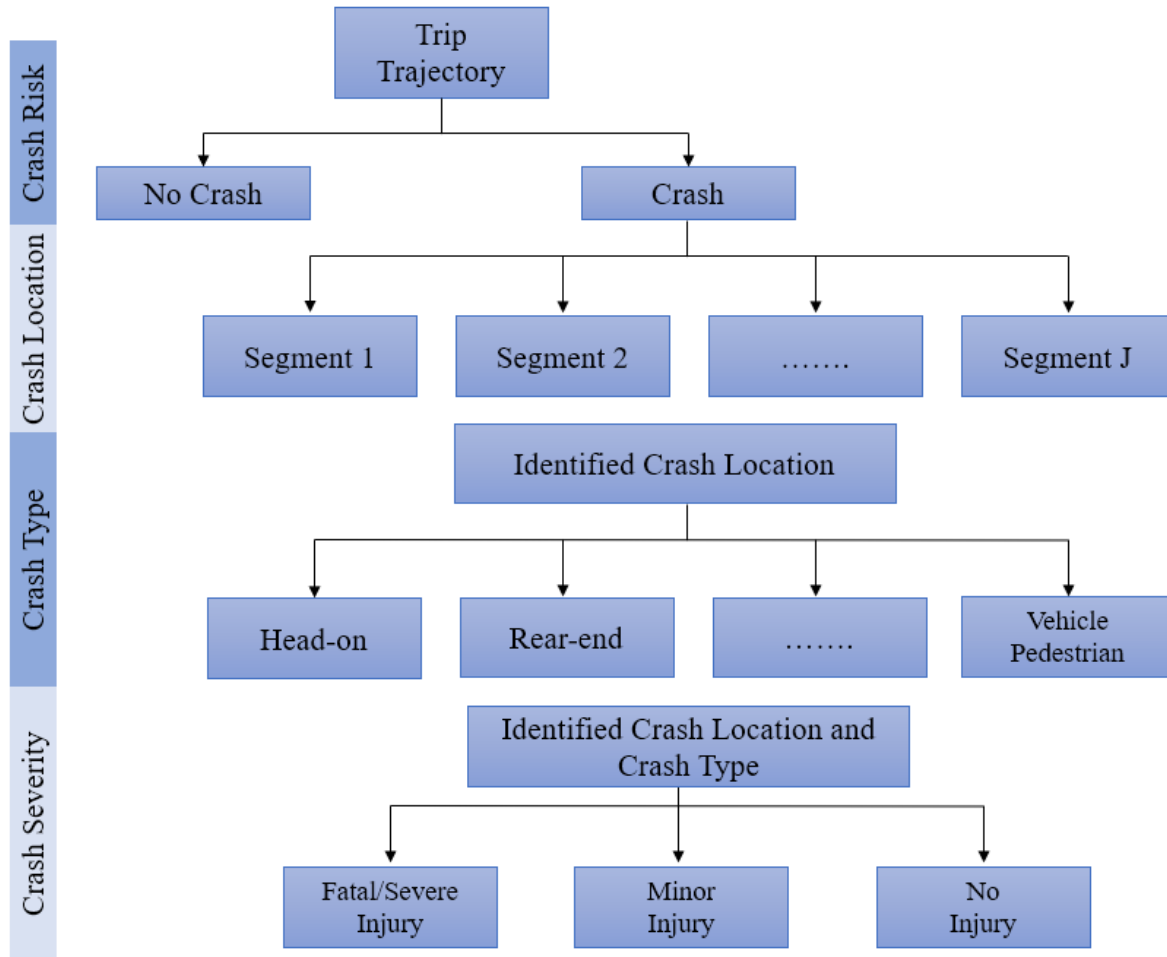 Crash Risk
Trip
Trajectory
No Crash
Crash
Crash Location
Segment 1
Segment 2
…….
Segment J
Crash Type
Identified Crash Location
Head-on
Rear-end
…….
Vehicle
Pedestrian
Crash Severity
Identified Crash Location and
Crash Type
Fatal/Severe
Injury
Minor
Injury
No
Injury